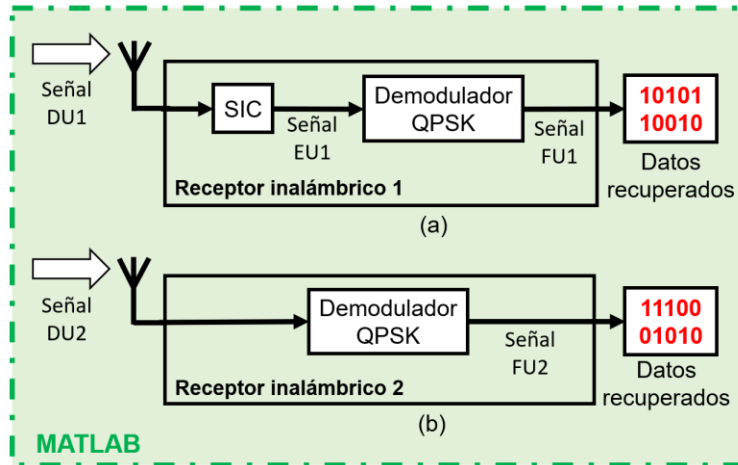 Señal
DU1
SIC
Señal
EU1
Demodulador
QPSK
Señal
FU1
10101
10010
Datos
recuperados
Receptor inalámbrico 1
(a)
Señal
DU2
Demodulador
QPSK
Señal
FU2
11100
01010
Datos
recuperados
Receptor inalámbrico 2
(b)
MATLAB